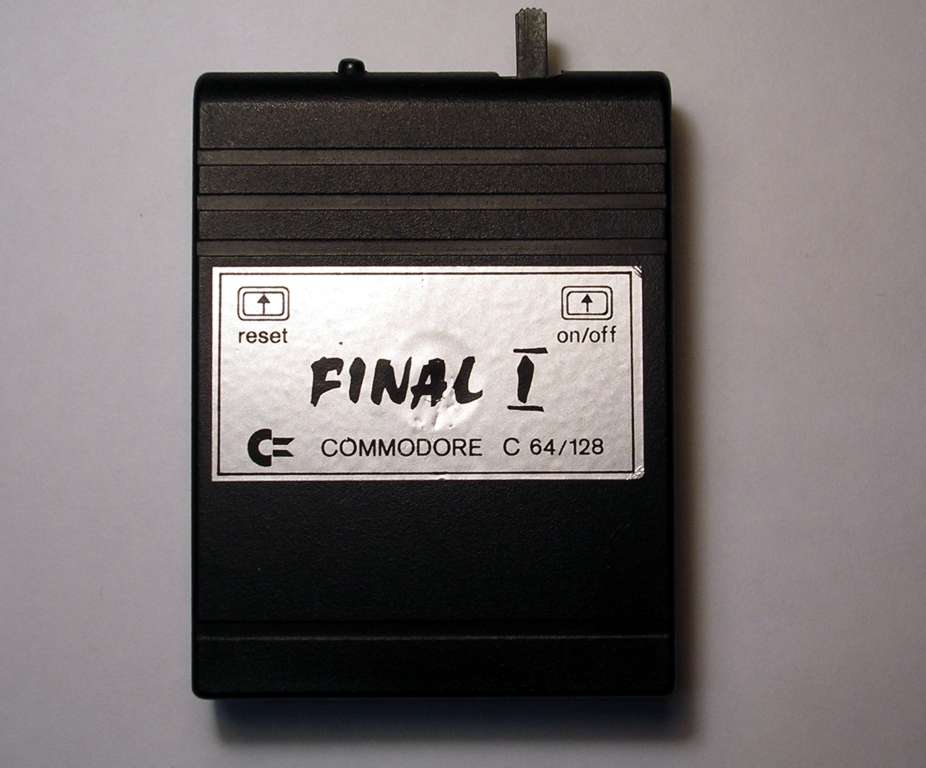 reset on/off
FINAL I
COMMODORE C 64/128